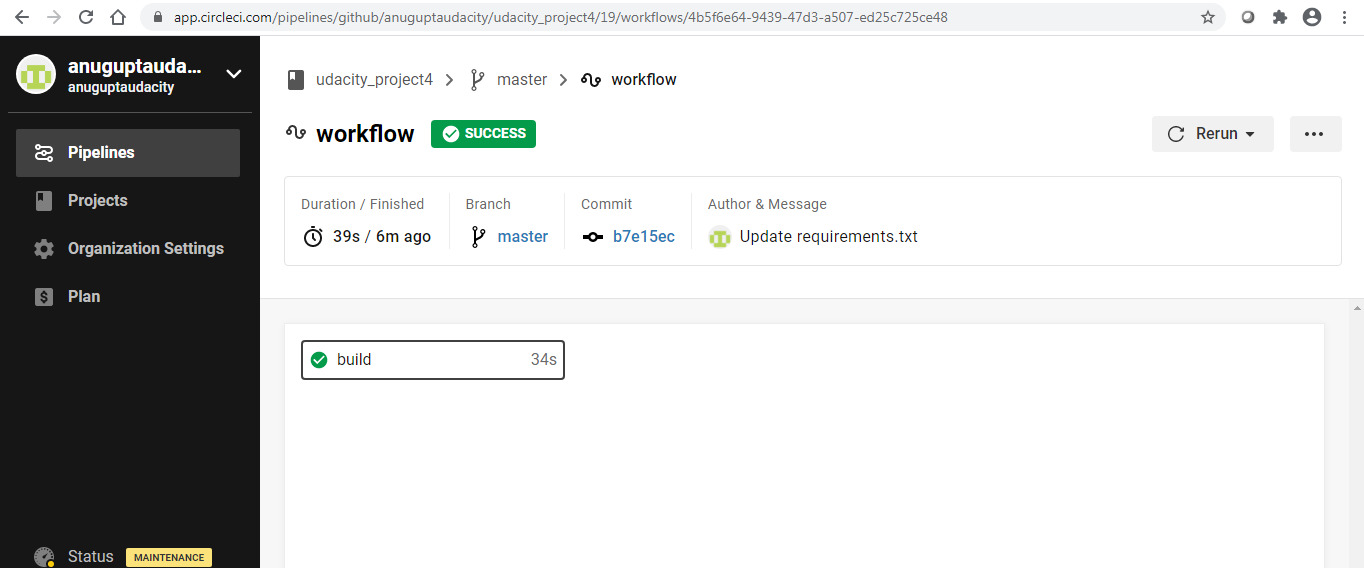 app.circleci.com/pipelines/github/anuguptaudacity/udacity_project4/19/workflows/4b5f6e64-9439-47d3-a507-ed25c725ce48
anuguptauda...
anuguptaudacity
Pipelines
Projects
Organization Settings
Plan
Status MAINTENANCE
udacity_project4 master workflow
workflow SUCCESS Rerun
Duration / Finished Branch Commit Author & Message
39s / 6m ago master b7e15ec Update requirements.txt
build 34s